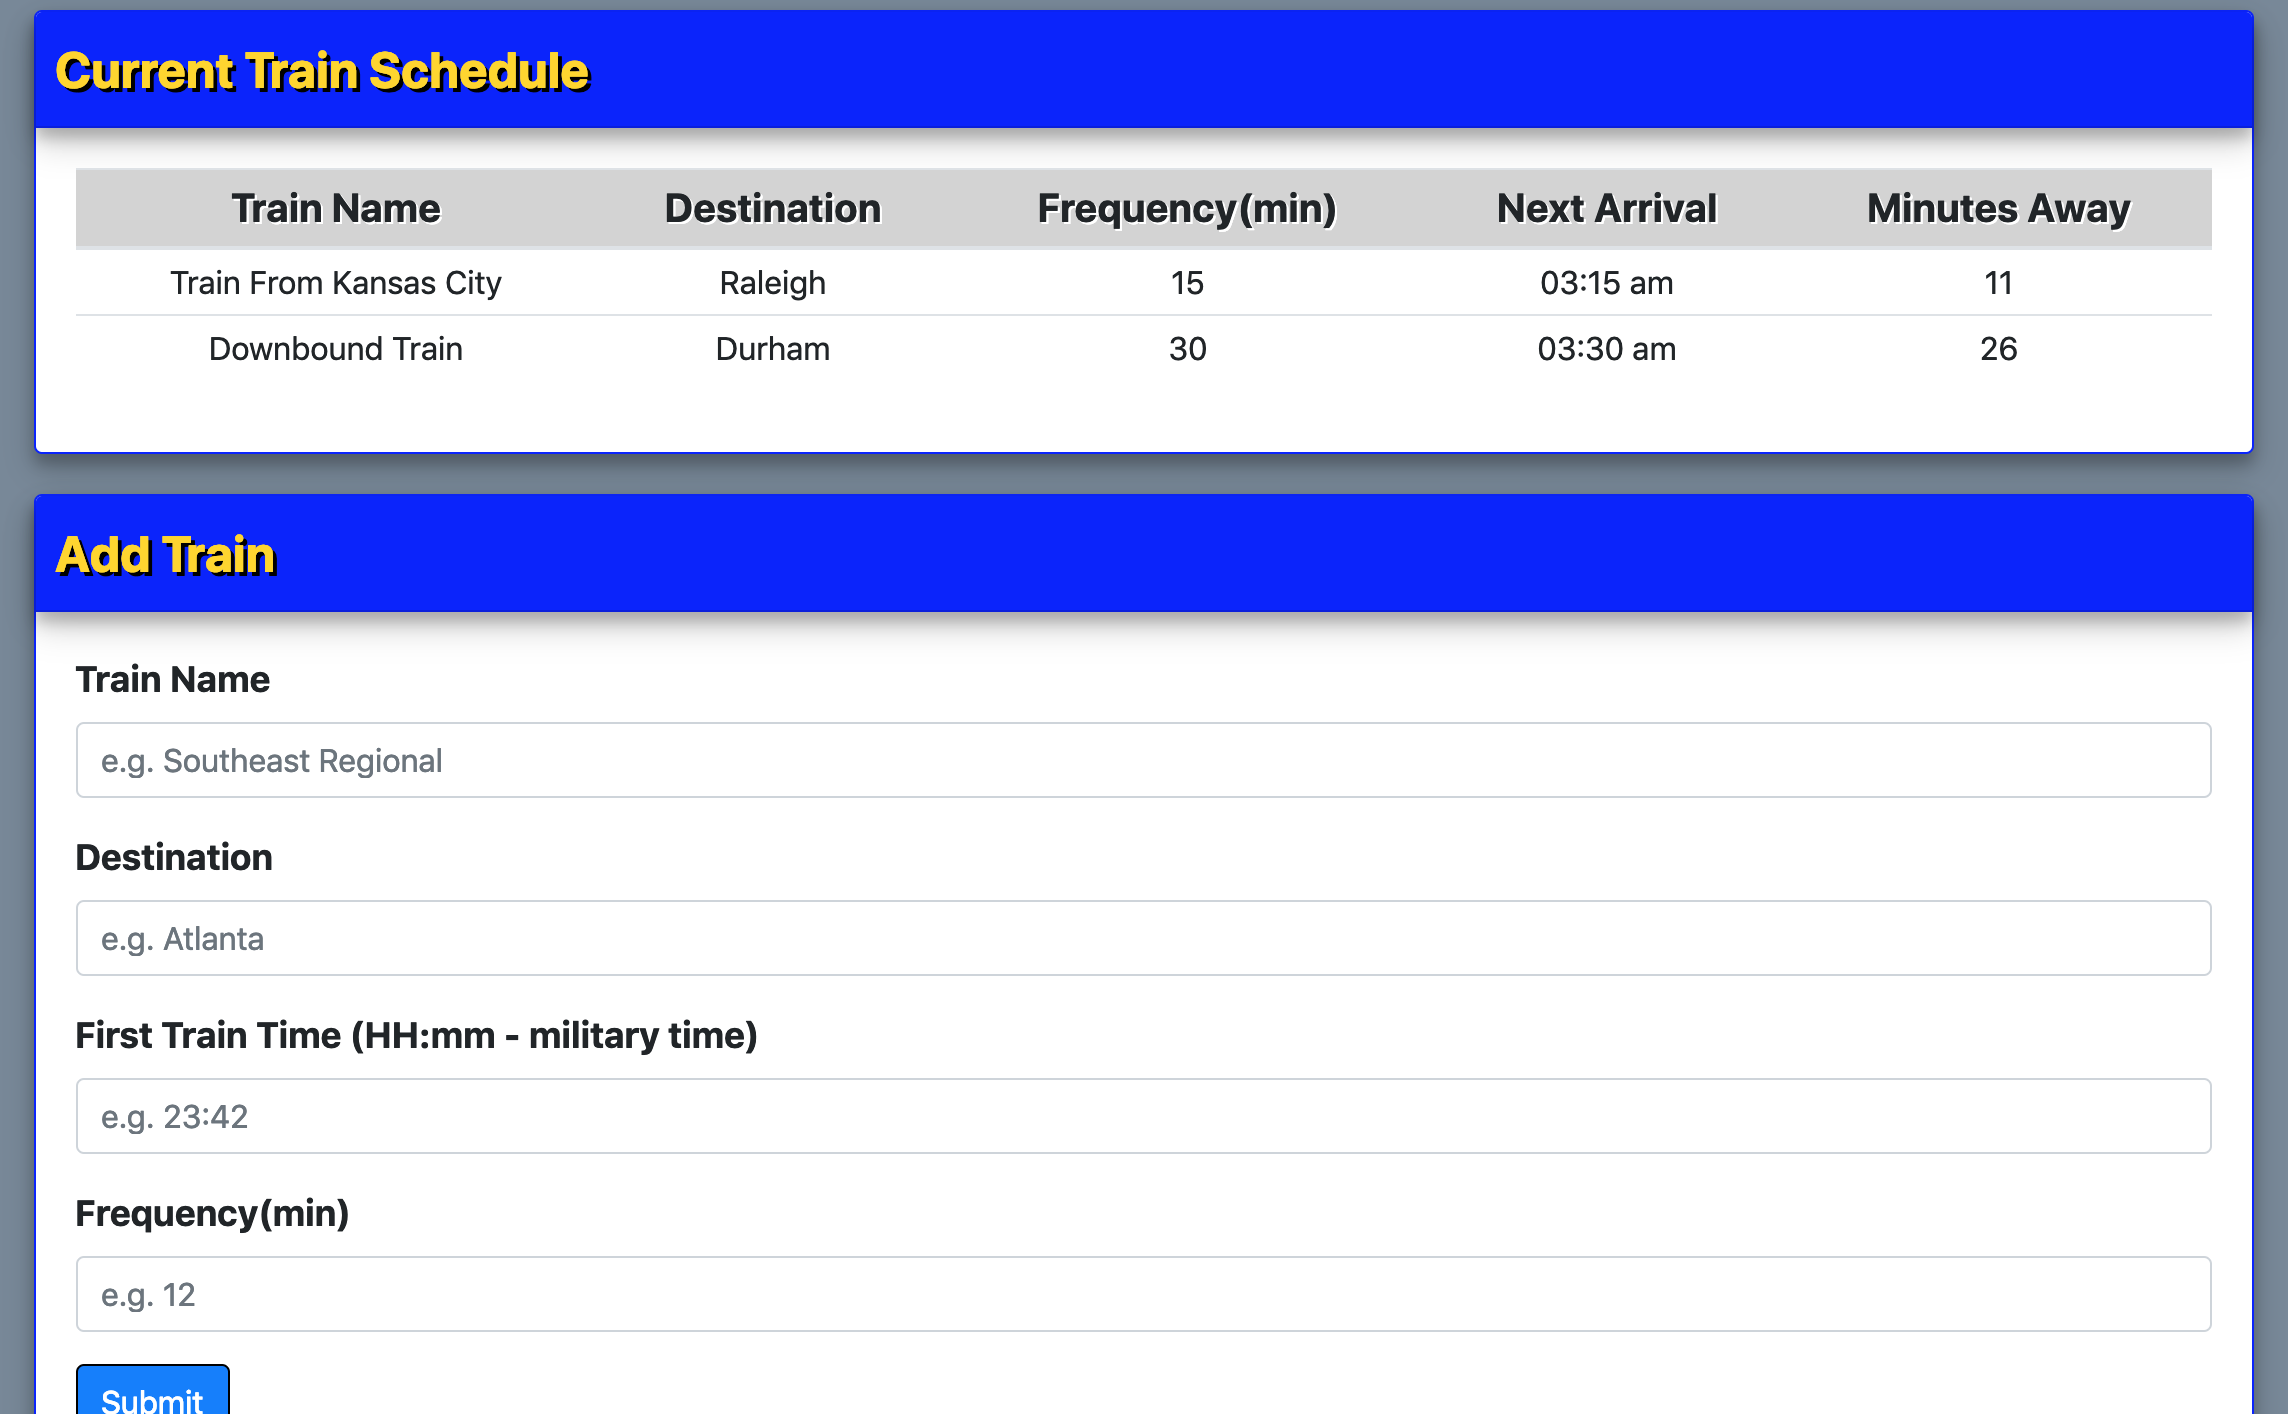 Current Train Schedule
Train Name Destination Frequency(min) Next Arrival Minutes Away
Train From Kansas City Raleigh 15 03:15 am 11
Downbound Train Durham 30 03:30 am 26
Add Train
Train Name
e.g. Southeast Regional
Destination
e.g. Atlanta
First Train Time (HH:mm - military time)
e.g. 23:42
Frequency(min)
e.g. 12
Submit